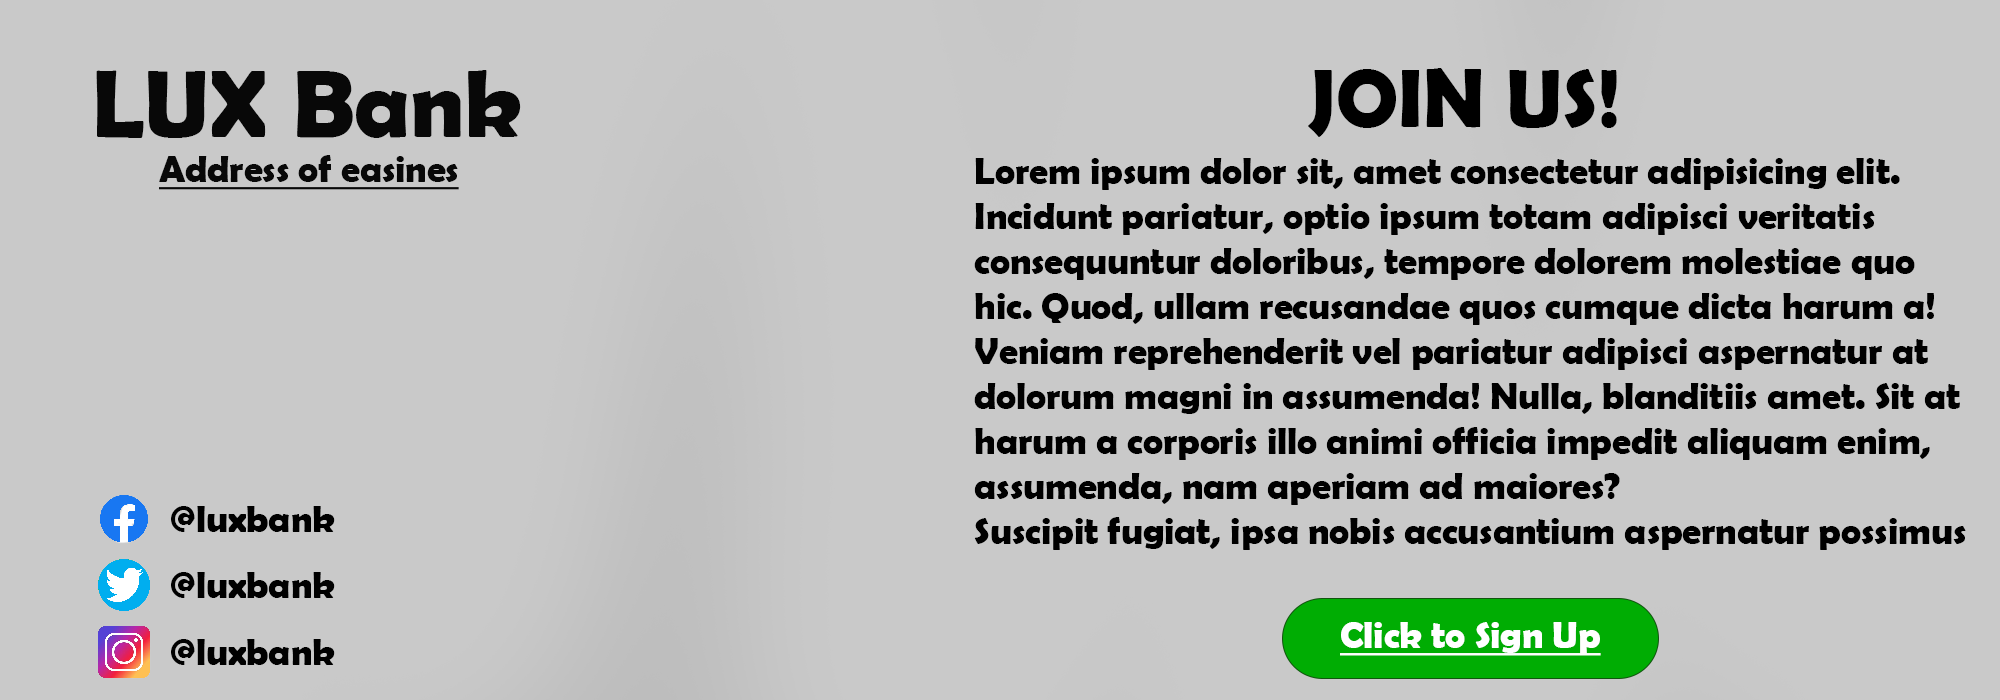 LUX Bank
Address of easines
@luxbank
@luxbank
@luxbank
JOIN US!
Lorem ipsum dolor sit, amet consectetur adipisicing elit.
Incidunt pariatur, optio ipsum totam adipisci veritatis
consequuntur doloribus, tempore dolorem molestiae quo
hic. Quod, ullam recusandae quos cumque dicta harum a!
Veniam reprehenderit vel pariatur adipisci aspernatur at
dolorum magni in assumenda! Nulla, blanditiis amet. Sit at
harum a corporis illo animi officia impedit aliquam enim,
assumenda, nam aperiam ad maiores?
Suscipit fugiat, ipsa nobis accusantium aspernatur possimus
Click to Sign Up